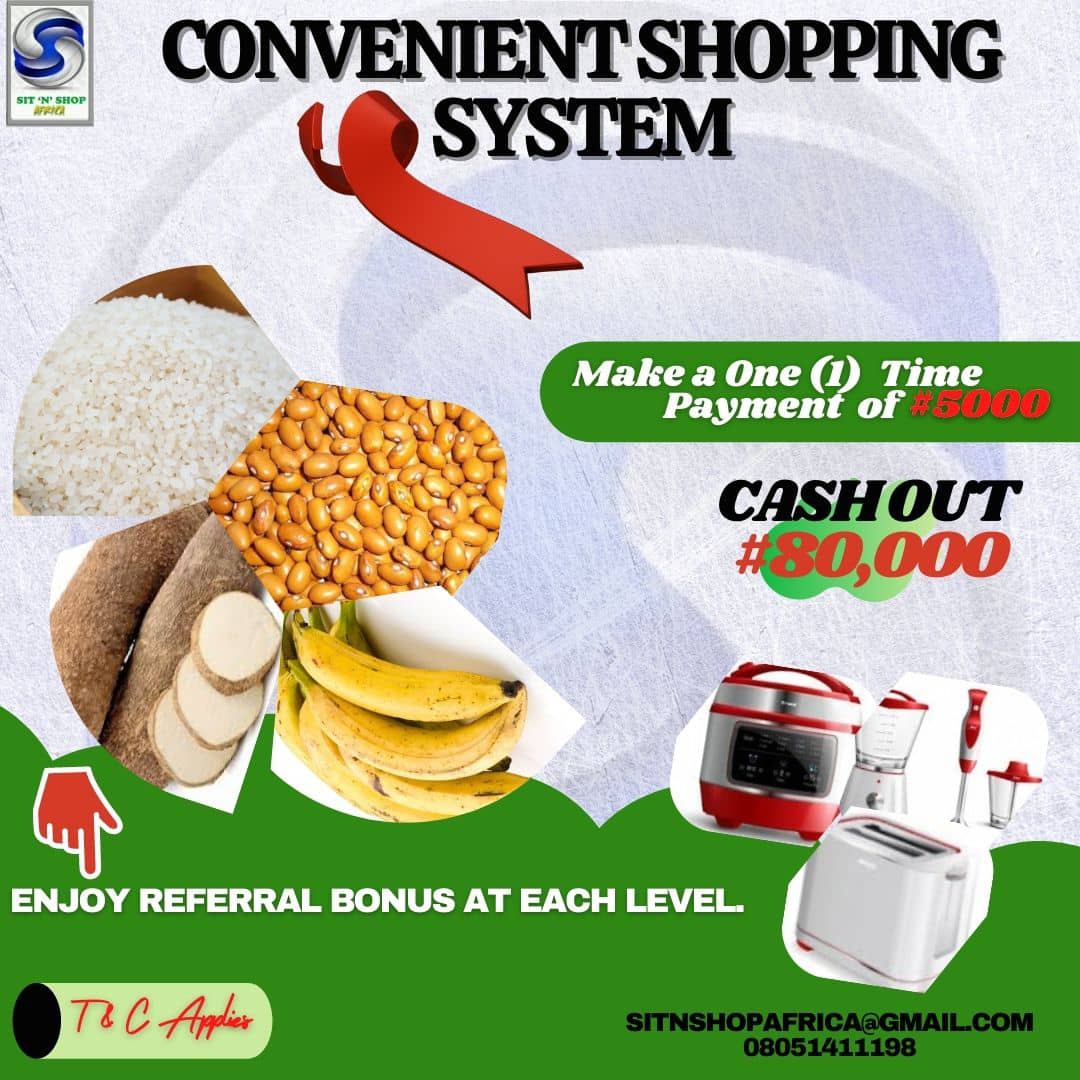 SIT 'N' SHOP
AFRICA
CONVENIENT SHOPPING
SYSTEM
Make a One (1) Time
Payment of #5000
CASH OUT
#80,000
ENJOY REFERRAL BONUS AT EACH LEVEL.
T & C Applies
SITNSHOPAFRICA@GMAIL.COM
08051411198